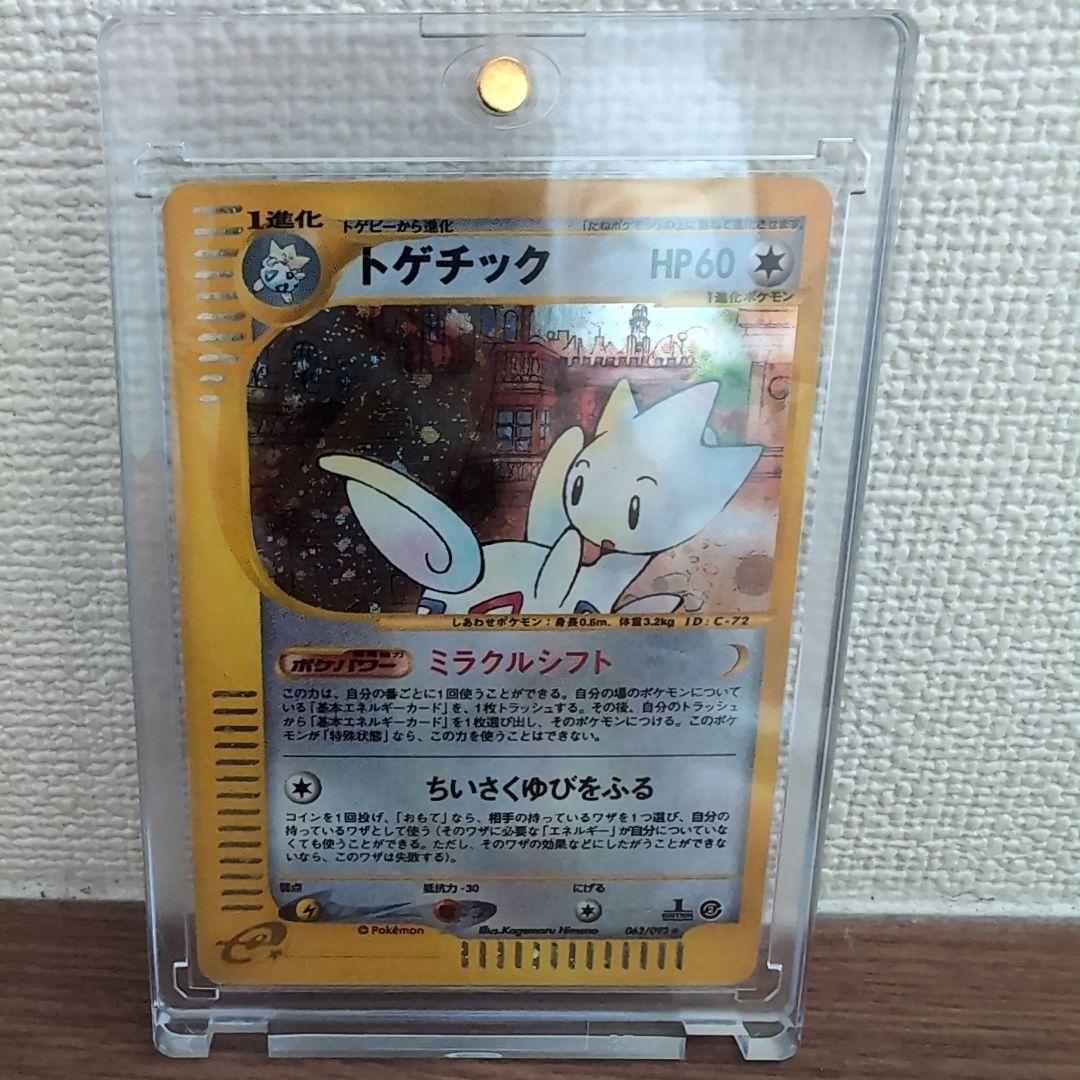 1進化 トゲピーから進化 「たねポケモン」の上に重ねて進化させます。
トゲチック HP60
1進化ポケモン
しあわせポケモン：身長0.6m、体重3.2kg ID:C-72
ポケパワー ミラクルシフト
この力は、自分の番ごとに1回使うことができる。自分の場のポケモンについて
いる「基本エネルギーカード」を、1枚トラッシュする。その後、自分のトラッシュ
から「基本エネルギーカード」を1枚選び出し、そのポケモンにつける。このポケ
モンが「特殊状態」なら、この力を使うことはできない。
ちいさくゆびをふる
コインを1回投げ、「おもて」なら、相手の持っているワザを1つ選び、自分の
持っているワザとして使う（そのワザに必要な「エネルギー」が自分についていな
くても使うことができる。ただし、そのワザの効果などにしたがうことができ
ないなら、このワザは失敗する）。
弱点 抵抗力 -30 にげる
1 EDITION
© Pokémon Illus.Kagemaru Himeno 062/092
e